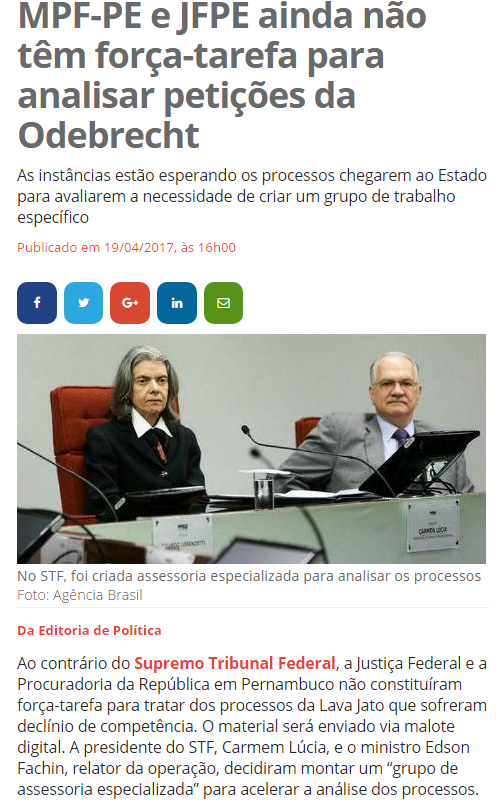 MPF-PE e JFPE ainda não
têm força-tarefa para
analisar petições da
Odebrecht
As instâncias estão esperando os processos chegarem ao Estado
para avaliarem a necessidade de criar um grupo de trabalho
específico
Publicado em 19/04/2017, às 16h00
f
G+
in
CÁRMEN LÚCIA
LORENZETTI
No STF, foi criada assessoria especializada para analisar os processos
Foto: Agência Brasil
Da Editoria de Política
Ao contrário do Supremo Tribunal Federal, a Justiça Federal e a
Procuradoria da República em Pernambuco não constituíram
força-tarefa para tratar dos processos da Lava Jato que sofreram
declínio de competência. O material será enviado via malote
digital. A presidente do STF, Carmem Lúcia, e o ministro Edson
Fachin, relator da operação, decidiram montar um “grupo de
assessoria especializada” para acelerar a análise dos processos.